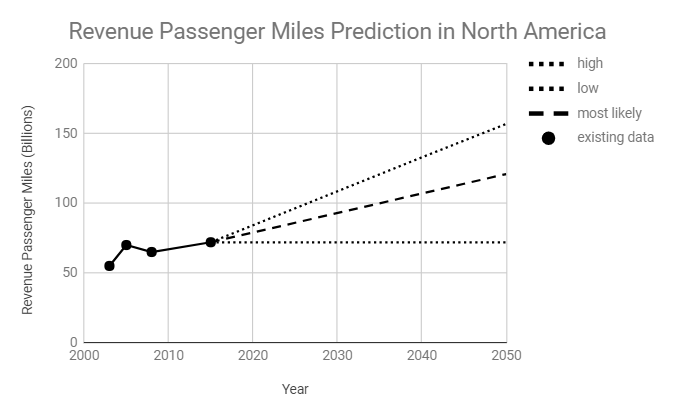 Revenue Passenger Miles Prediction in North America
Revenue Passenger Miles (Billions)
200
150
100
50
0
2000 2010 2020 2030 2040 2050
Year
high
low
most likely
existing data